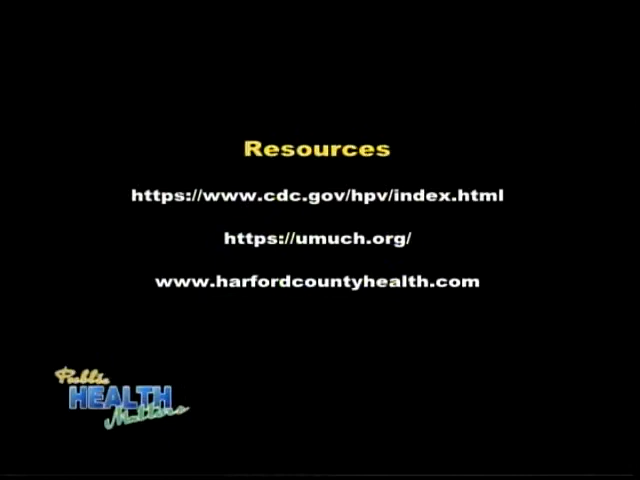 Resources
https://www.cdc.gov/hpv/index.html
https://umuch.org/
www.harfordcountyhealth.com
Public
HEALTH
Matters